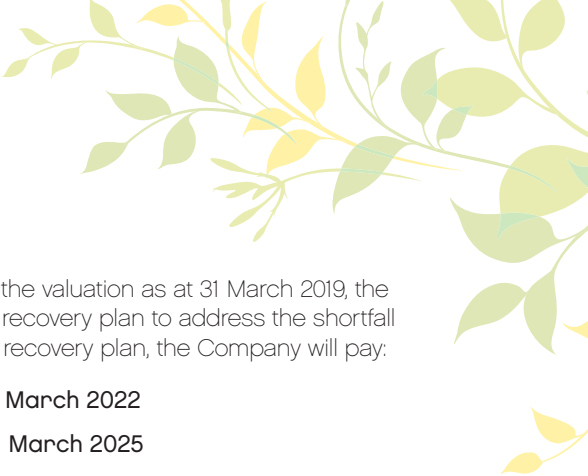 the valuation as at 31 March 2019, the
recovery plan to address the shortfall
recovery plan, the Company will pay:
March 2022
March 2025